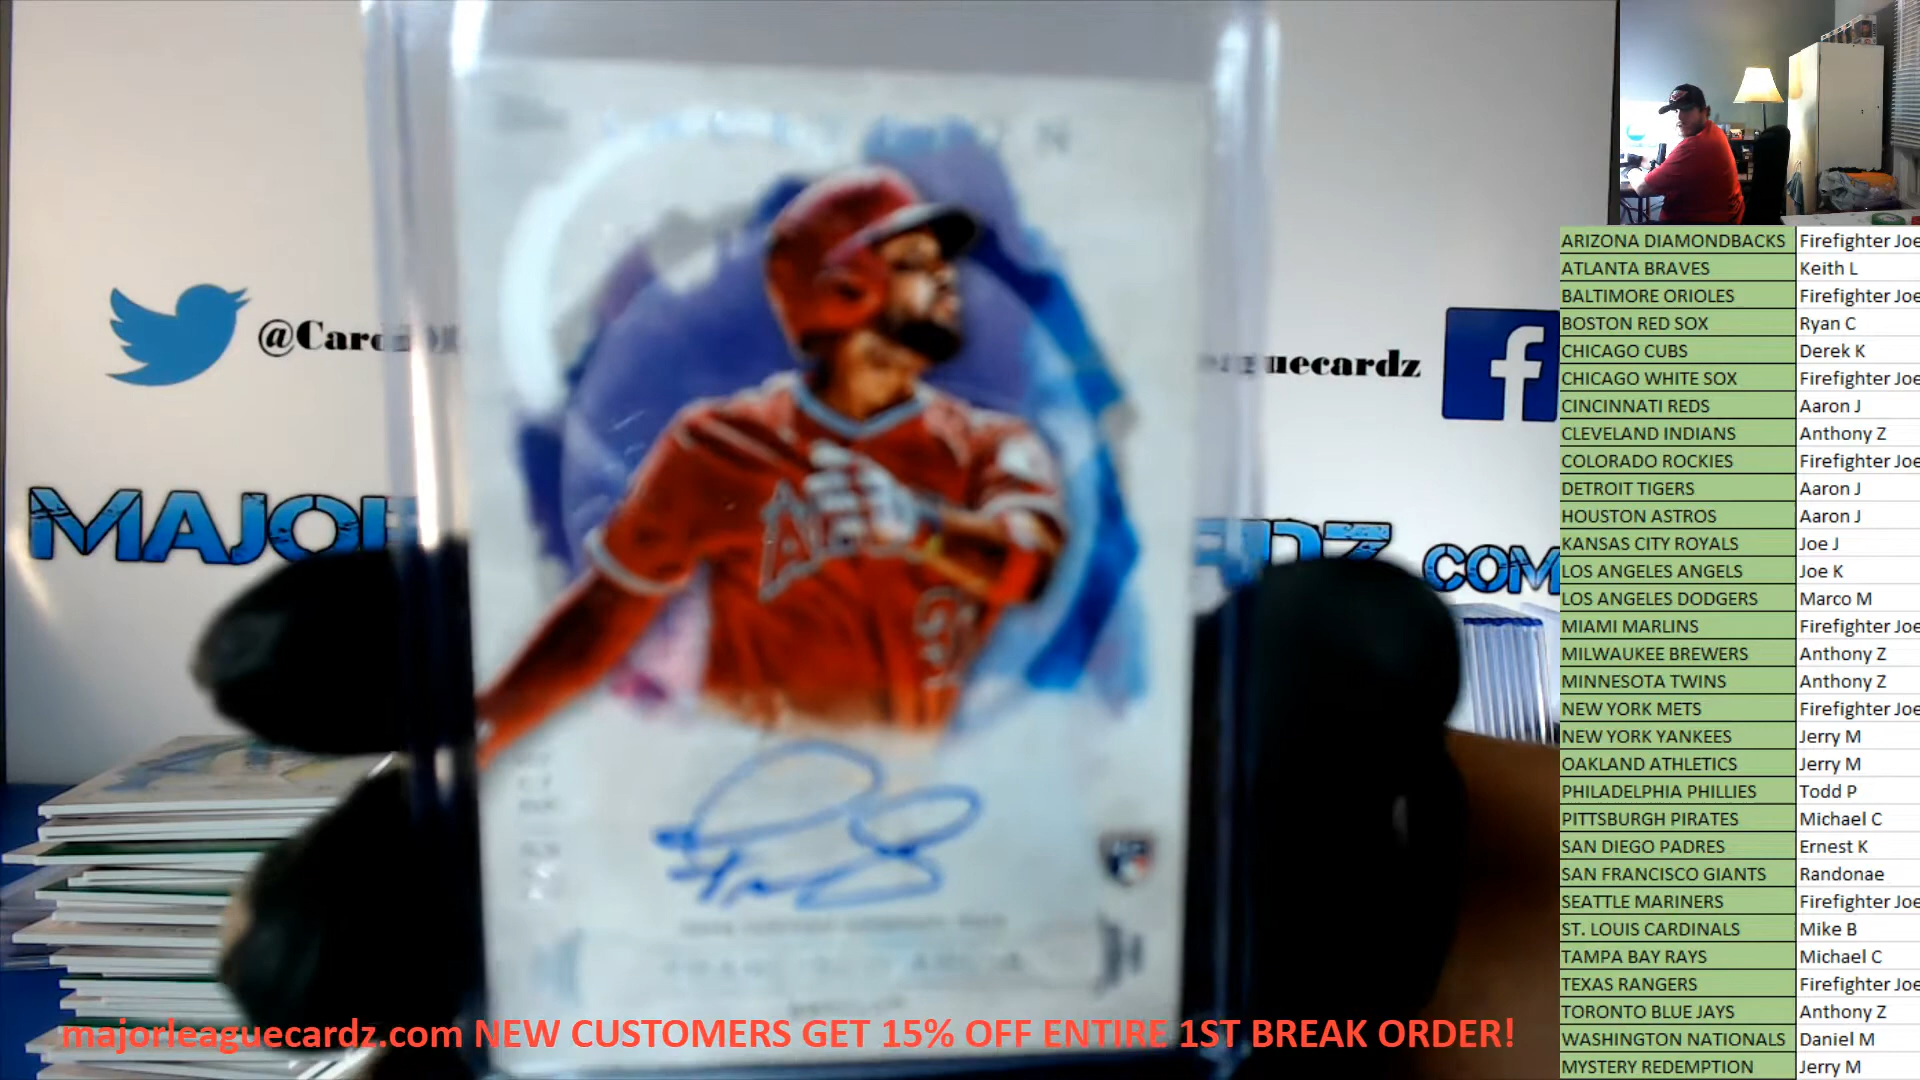 uecardz
f
MAJOR
.COM
ARIZONA DIAMONDBACKS Firefighter Joe
ATLANTA BRAVES Keith L
BALTIMORE ORIOLES Firefighter Joe
BOSTON RED SOX Ryan C
CHICAGO CUBS Derek K
CHICAGO WHITE SOX Firefighter Joe
CINCINNATI REDS Aaron J
CLEVELAND INDIANS Anthony Z
COLORADO ROCKIES Firefighter Joe
DETROIT TIGERS Aaron J
HOUSTON ASTROS Aaron J
KANSAS CITY ROYALS Joe J
LOS ANGELES ANGELS Joe K
LOS ANGELES DODGERS Marco M
MIAMI MARLINS Firefighter Joe
MILWAUKEE BREWERS Anthony Z
MINNESOTA TWINS Anthony Z
NEW YORK METS Firefighter Joe
NEW YORK YANKEES Jerry M
OAKLAND ATHLETICS Jerry M
PHILADELPHIA PHILLIES Todd P
PITTSBURGH PIRATES Michael C
SAN DIEGO PADRES Ernest K
SAN FRANCISCO GIANTS Randonae
SEATTLE MARINERS Firefighter Joe
ST. LOUIS CARDINALS Mike B
TAMPA BAY RAYS Michael C
TEXAS RANGERS Firefighter Joe
TORONTO BLUE JAYS Anthony Z
WASHINGTON NATIONALS Daniel M
MYSTERY REDEMPTION Jerry M
majorleaguecardz.com NEW CUSTOMERS GET 15% OFF ENTIRE 1ST BREAK ORDER!